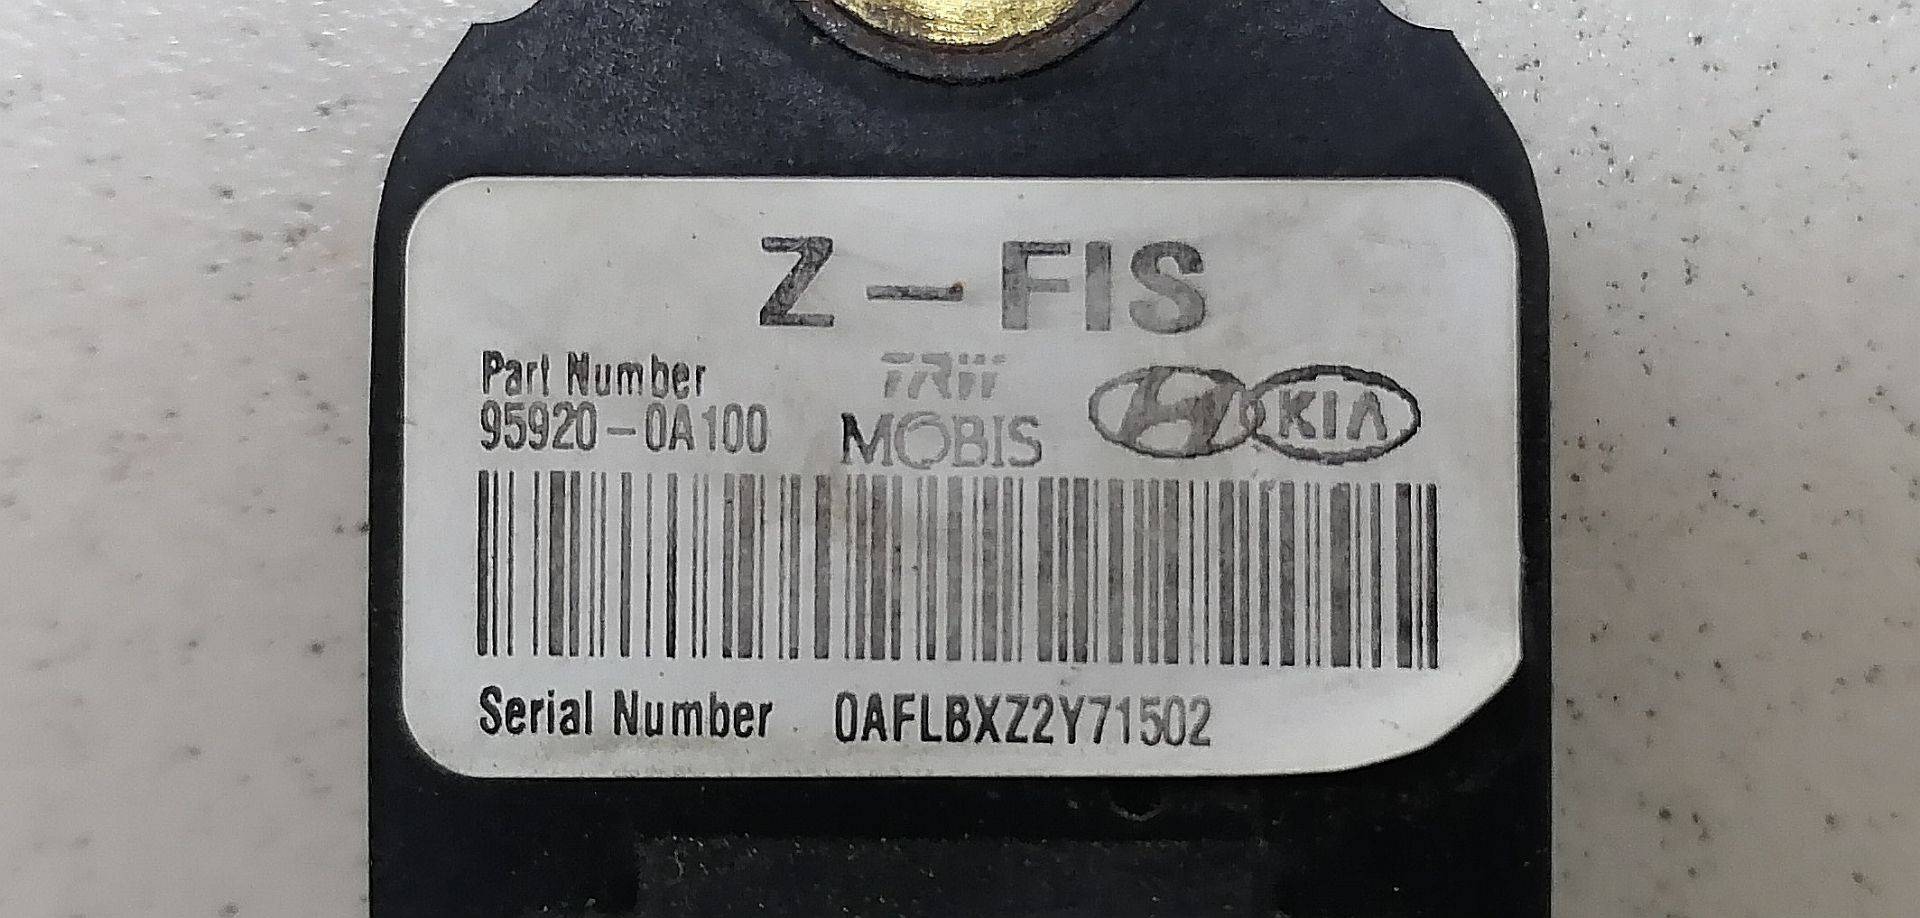 Z-FIS
Part Number
95920-0A100
TRW
MOBIS
KIA
Serial Number 0AFLBXZ2Y71502